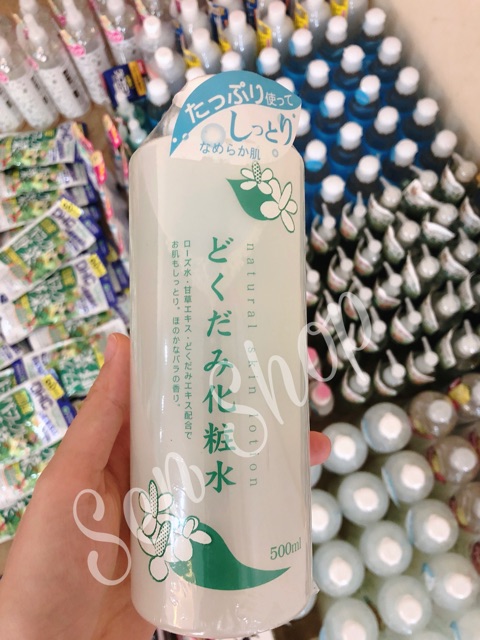 たっぷり使って
しっとり
なめらか肌
natural skin lotion
どくだみ化粧水
ローズ水・甘草エキス・どくだみエキス配合で
お肌もしっとり。ほのかなバラの香り。
500ml
Son Shop